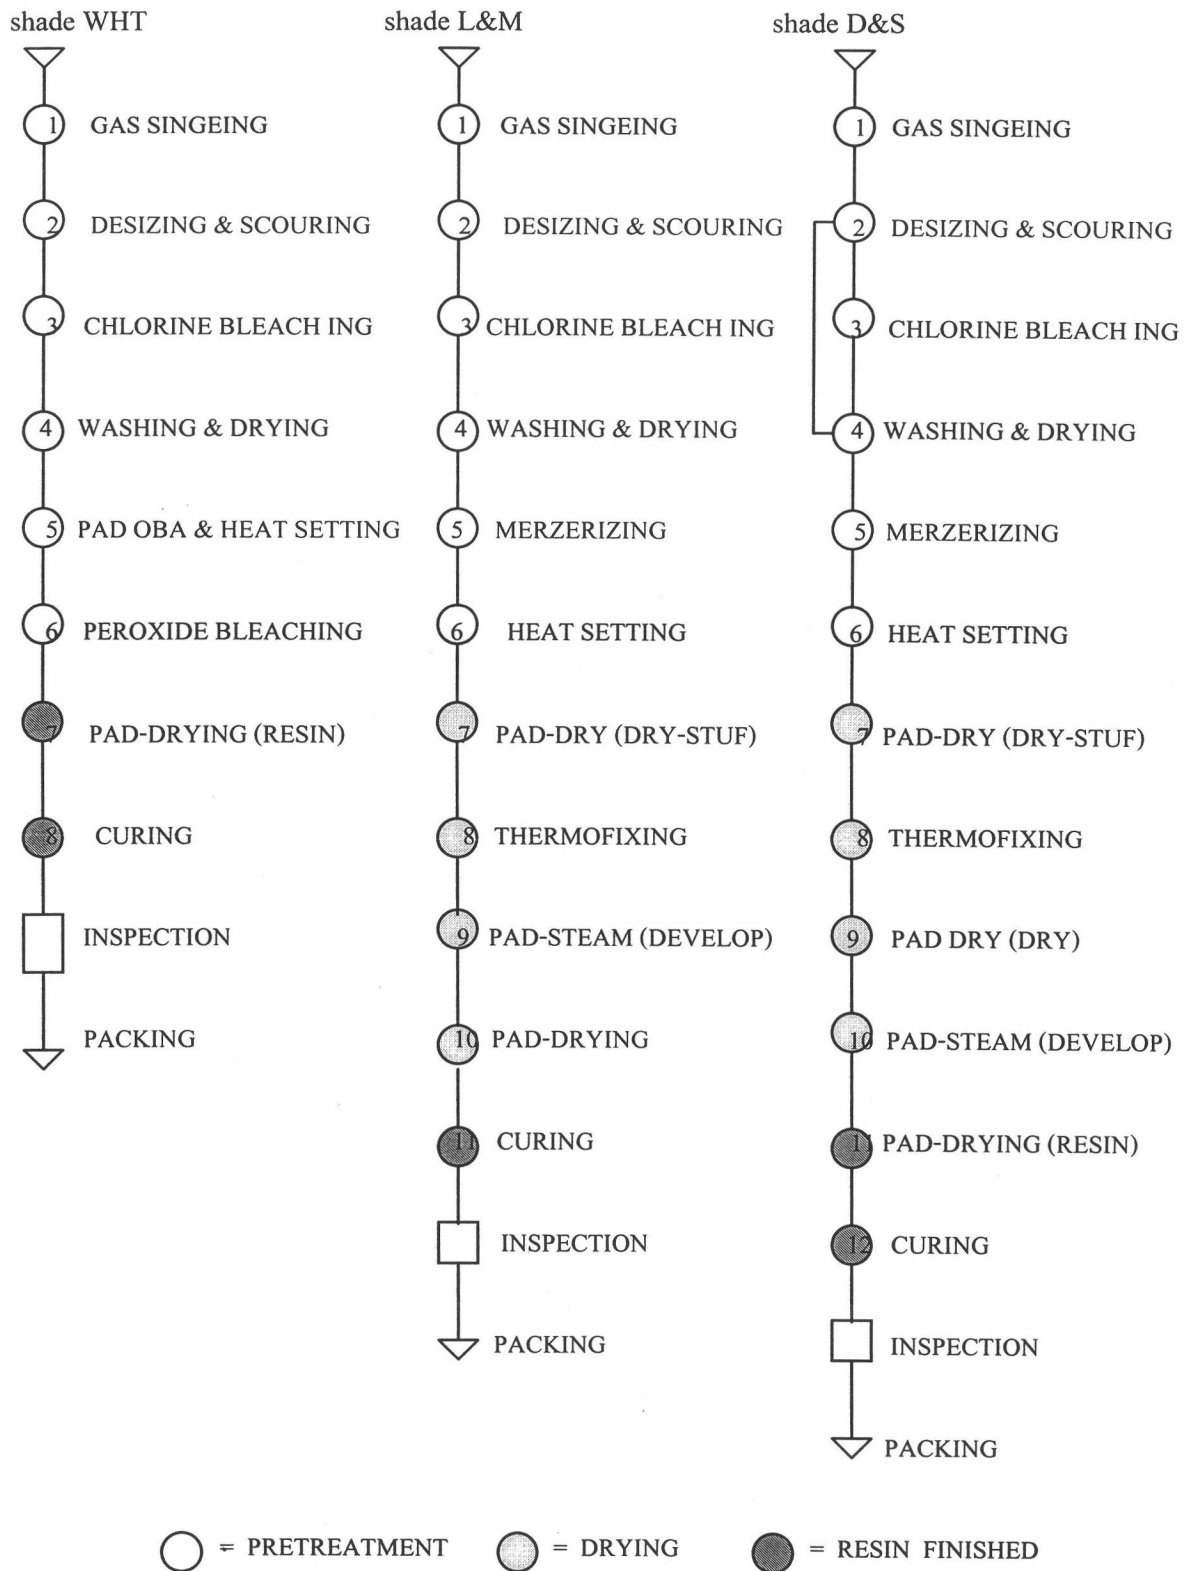 shade WHT
1 GAS SINGEING
2 DESIZING & SCOURING
3 CHLORINE BLEACH ING
4 WASHING & DRYING
5 PAD OBA & HEAT SETTING
6 PEROXIDE BLEACHING
7 PAD-DRYING (RESIN)
8 CURING
INSPECTION
PACKING
shade L&M
1 GAS SINGEING
2 DESIZING & SCOURING
3 CHLORINE BLEACH ING
4 WASHING & DRYING
5 MERZERIZING
6 HEAT SETTING
7 PAD-DRY (DRY-STUF)
8 THERMOFIXING
9 PAD-STEAM (DEVELOP)
10 PAD-DRYING
11 CURING
INSPECTION
PACKING
shade D&S
1 GAS SINGEING
2 DESIZING & SCOURING
3 CHLORINE BLEACH ING
4 WASHING & DRYING
5 MERZERIZING
6 HEAT SETTING
7 PAD-DRY (DRY-STUF)
8 THERMOFIXING
9 PAD DRY (DRY)
10 PAD-STEAM (DEVELOP)
11 PAD-DRYING (RESIN)
12 CURING
INSPECTION
PACKING
= PRETREATMENT
= DRYING
= RESIN FINISHED